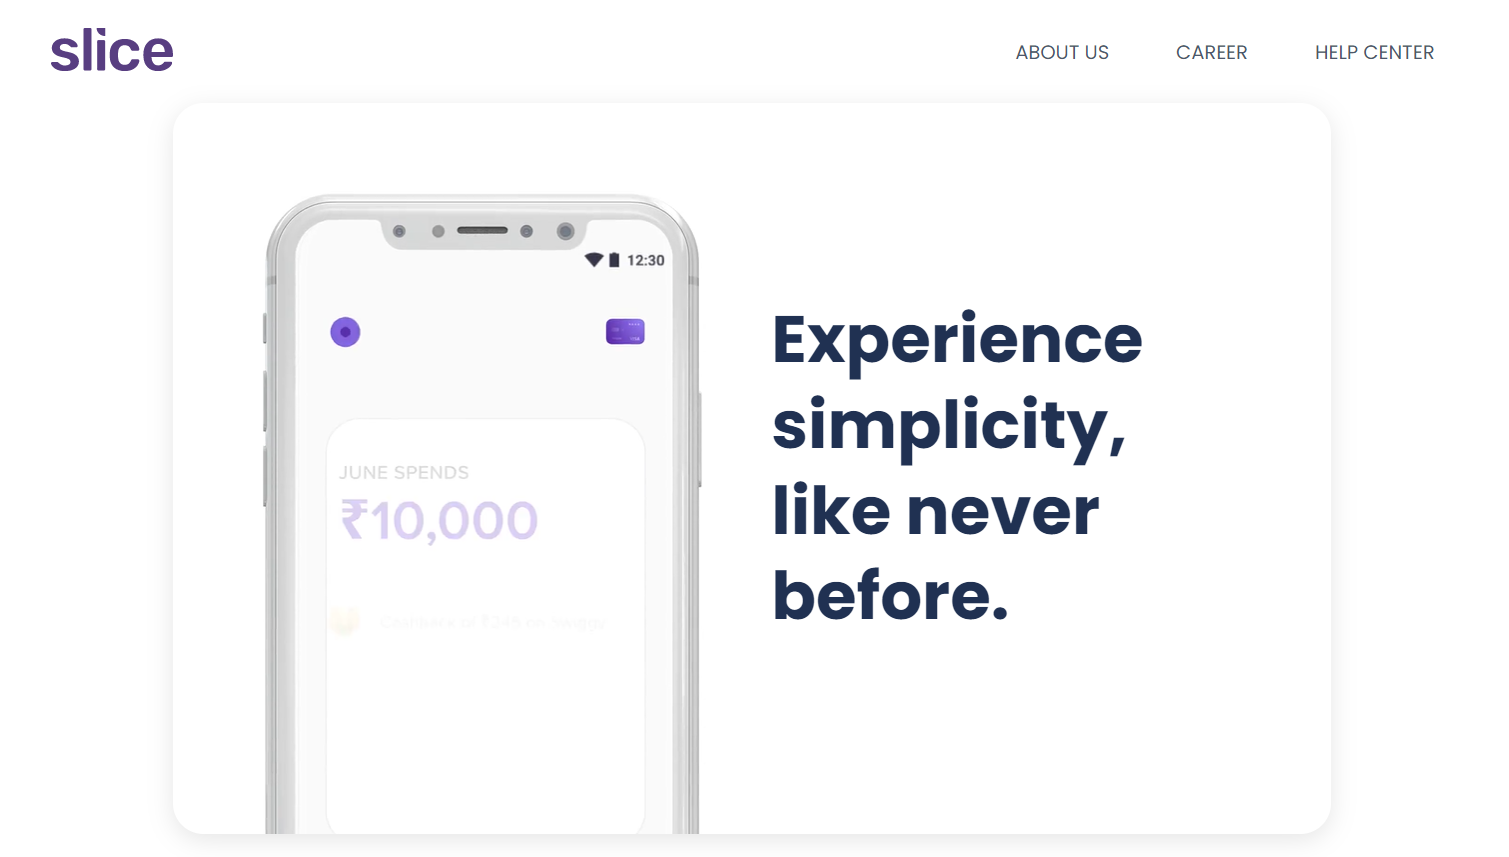 slice
ABOUT US
CAREER
HELP CENTER
12:30
JUNE SPENDS
₹10,000
Experience
simplicity,
like never
before.